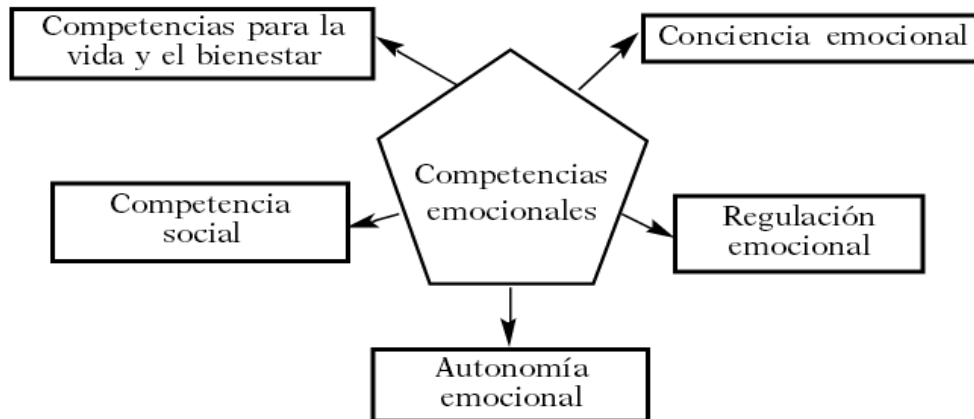 Competencias para la
vida y el bienestar
Conciencia emocional
Competencias
emocionales
Competencia
social
Regulación
emocional
Autonomía
emocional